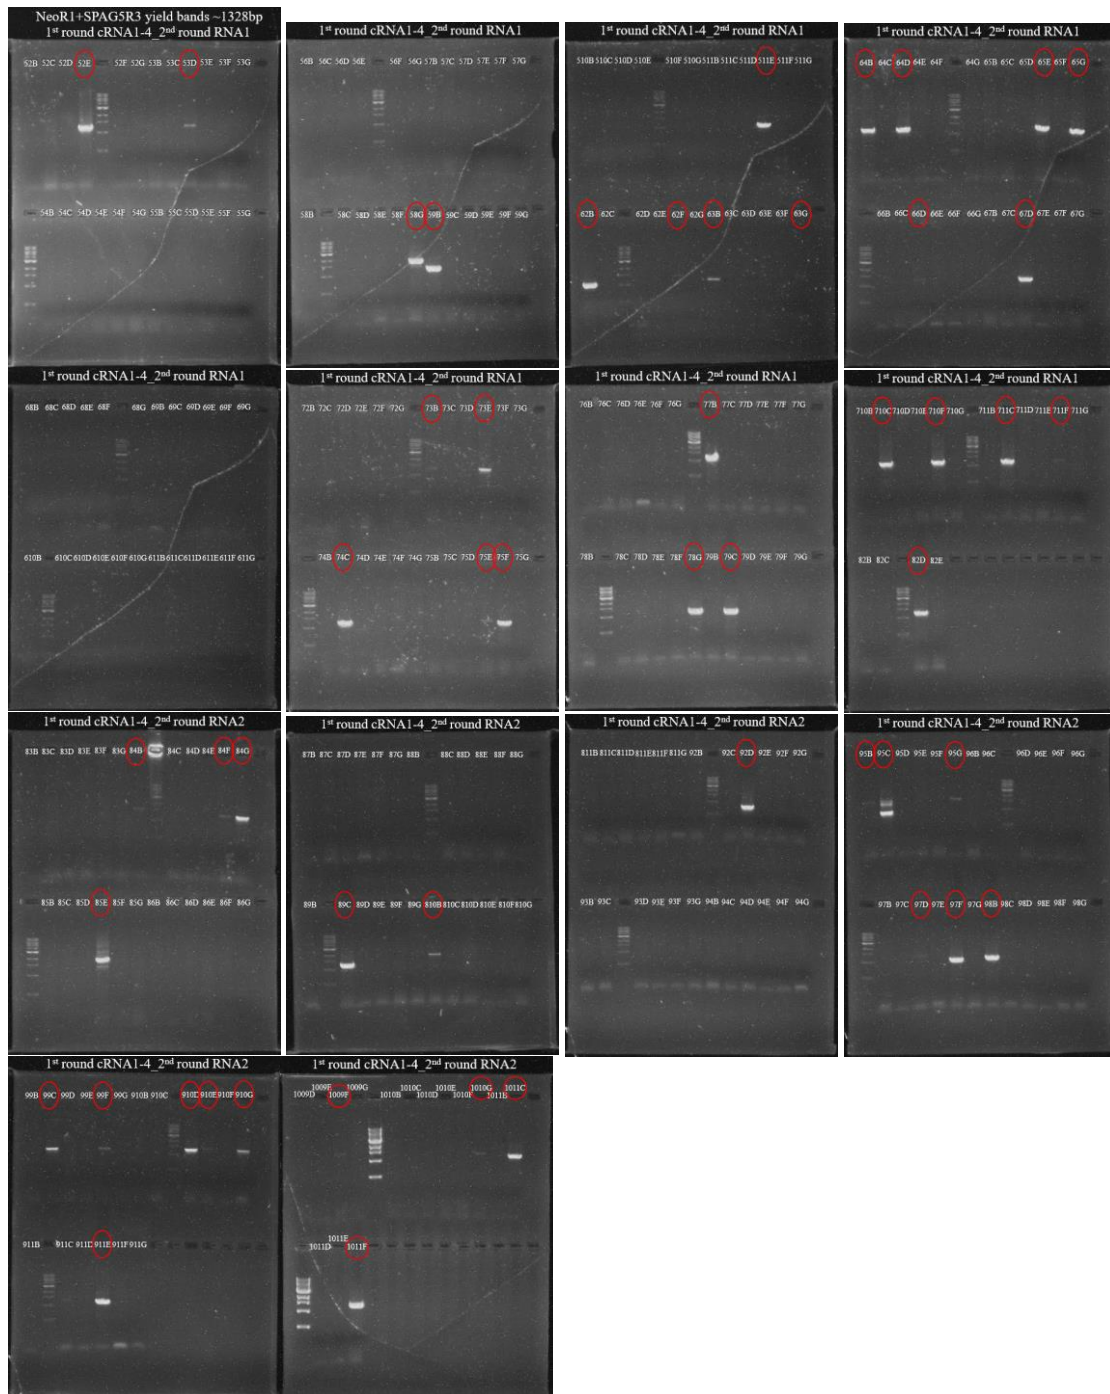 NeoR1+SPAG5R3 yield bands ~1328bp
1st round cRNA1-4_2nd round RNA1
52B 52C 52D 52E 52F 52G 53B 53C 53D 53E 53F 53G
54B 54C 54D 54E 54F 54G 55B 55C 55D 55E 55F 55G
1st round cRNA1-4_2nd round RNA1
56B 56C 56D 56E 56F 56G 57B 57C 57D 57E 57F 57G
58B 58C 58D 58E 58F 58G 59B 59C 59D 59E 59F 59G
1st round cRNA1-4_2nd round RNA1
510B 510C 510D 510E 510F 510G 511B 511C 511D 511E 511F 511G
62B 62C 62D 62E 62F 62G 63B 63C 63D 63E 63F 63G
1st round cRNA1-4_2nd round RNA1
64B 64C 64D 64E 64F 64G 65B 65C 65D 65E 65F 65G
66B 66C 66D 66E 66F 66G 67B 67C 67D 67E 67F 67G
1st round cRNA1-4_2nd round RNA1
68B 68C 68D 68E 68F 68G 69B 69C 69D 69E 69F 69G
610B 610C 610D 610E 610F 610G 611B 611C 611D 611E 611F 611G
1st round cRNA1-4_2nd round RNA1
72B 72C 72D 72E 72F 72G 73B 73C 73D 73E 73F 73G
74B 74C 74D 74E 74F 74G 75B 75C 75D 75E 75F 75G
1st round cRNA1-4_2nd round RNA1
76B 76C 76D 76E 76F 76G 77B 77C 77D 77E 77G
78B 78C 78D 78E 78F 78G 79B 79C 79D 79E 79F 79G
1st round cRNA1-4_2nd round RNA1
710B 710C 710D 710E 710F 710G 711B 711C 711D 711E 711F 711G
82B 82C 82D 82E
1st round cRNA1-4_2nd round RNA2
83B 83C 83D 83E 83F 83G 84B 84C 84D 84E 84F 84G
85B 85C 85D 85E 85F 85G 86B 86C 86D 86E 86F 86G
1st round cRNA1-4_2nd round RNA2
87B 87C 87D 87E 87F 87G 88B 88C 88D 88E 88F 88G
89B 89C 89D 89E 89F 89G 810B 810C 810D 810E 810F 810G
1st round cRNA1-4_2nd round RNA2
811B 811C 811D 811E 811F 811G 92B 92C 92D 92E 92F 92G
93B 93C 93D 93E 93F 93G 94B 94C 94D 94E 94F 94G
1st round cRNA1-4_2nd round RNA2
95B 95C 95D 95E 95F 95G 96B 96C 96D 96E 96F 96G
97B 97C 97D 97E 97F 97G 98B 98C 98D 98E 98F 98G
1st round cRNA1-4_2nd round RNA2
99B 99C 99D 99E 99F 99G 910B 910C 910D 910E 910F 910G
911B 911C 911D 911E 911F 911G
1st round cRNA1-4_2nd round RNA2
1009E 1009G 1010C 1010E 1010G 1011C
1009D 1009F 1010B 1010D 1010F 1011B
1011E
1011D 1011F